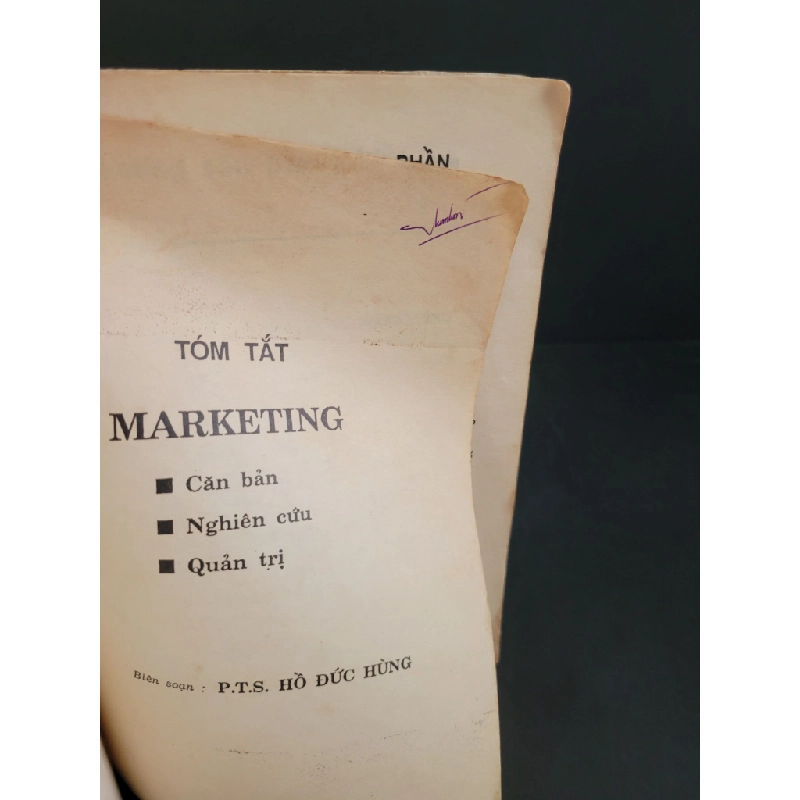 PHẦN
TÓM TẮT
MARKETING
■ Căn bản
■ Nghiên cứu
■ Quản trị
Biên soạn : P.T.S. HỒ ĐỨC HÙNG